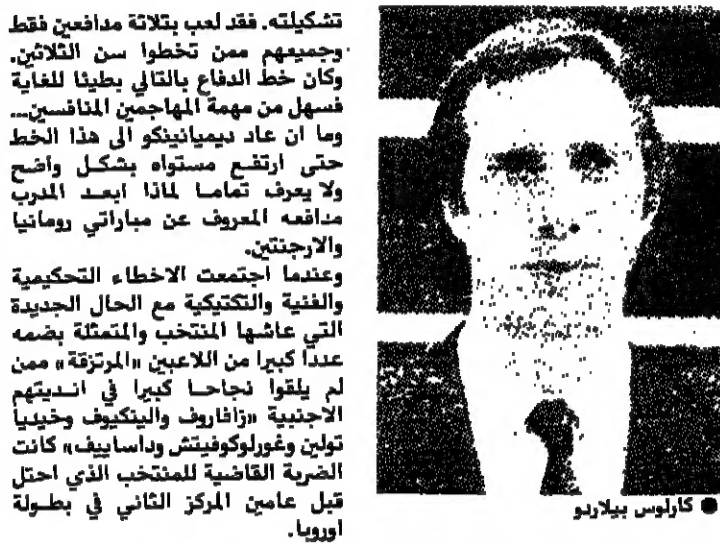 تشكيلته. فقد لعب بثلاثة مدافعين فقط
وجميعهم ممن تخطوا سن الثلاثين.
وكان خط الدفاع بالتالي بطيئا للغاية
فسهل من مهمة المهاجمين المنافسين...
وما ان عاد ديميانينكو الى هذا الخط
حتى ارتفع مستواه بشكل واضح
ولا يعرف تماما لماذا ابعد المدرب
مدافعه المعروف عن مباراتي رومانيا
والارجنتين.
وعندما اجتمعت الاخطاء التحكيمية
والفنية والتكتيكية مع الحال الجديدة
التي عاشها المنتخب والمتمثلة بضمه
عددا كبيرا من اللاعبين «المرتزقة» ممن
لم يلقوا نجاحا كبيرا في انديتهم
الاجنبية «زافاروف والينكيوف وخيديا
تولين وغورلوكوفيتش وداساييف» كانت
الضربة القاضية للمنتخب الذي احتل
قبل عامين المركز الثاني في بطولة
اوروبا.
● كارلوس بيلاردو